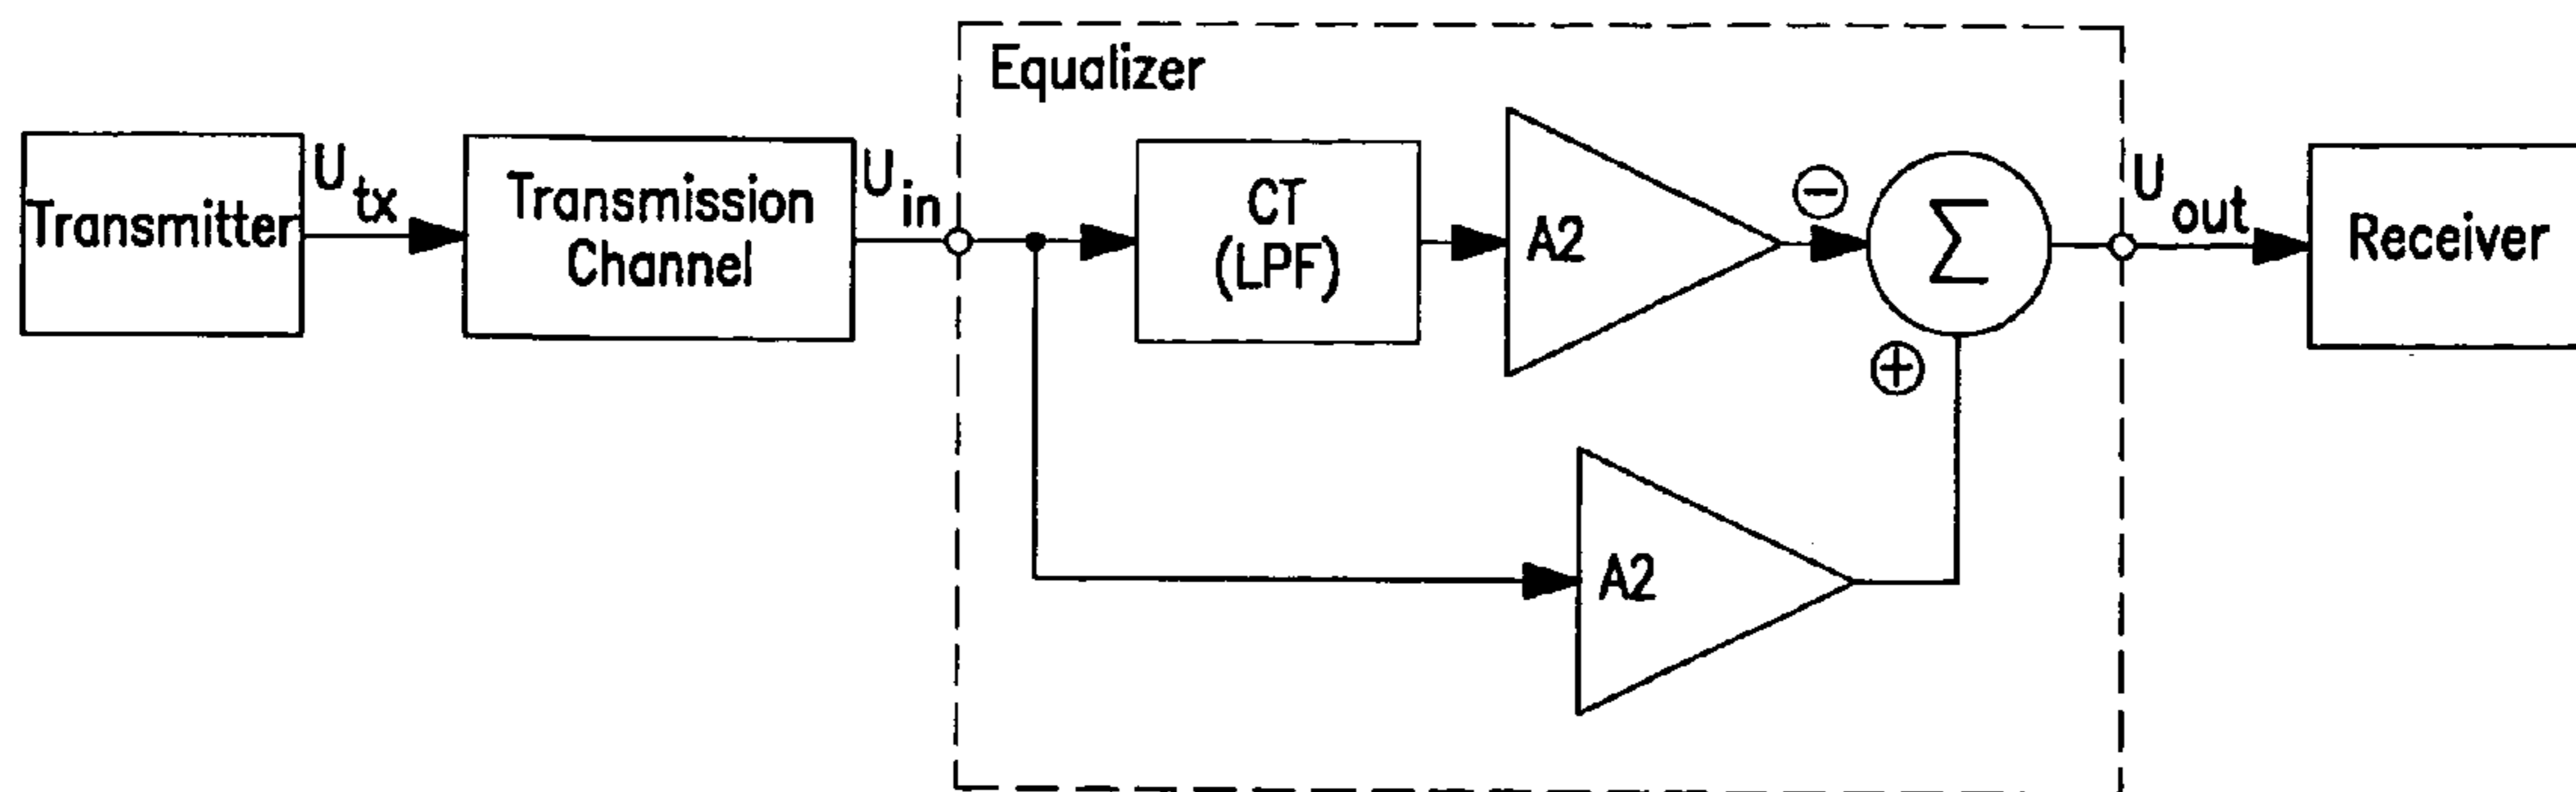 Equalizer
Transmitter
U tx
Transmission
Channel
U in
CT
(LPF)
A2
−
Σ
+
U out
Receiver
A2